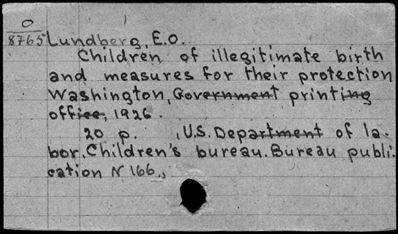 O
8765 Lundberg, E.O.
Children of illegitimate birth
and measures for their protection
Washington, Government printing
office, 1926.
20 p. , U.S. Department of la-
bor. Children's bureau. Bureau publi-
cation N 166.,